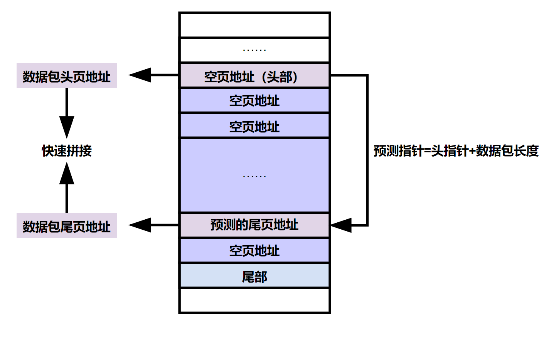 ……
数据包头页地址
空页地址（头部）
空页地址
快速拼接
空页地址
预测指针=头指针+数据包长度
……
数据包尾页地址
预测的尾页地址
空页地址
尾部